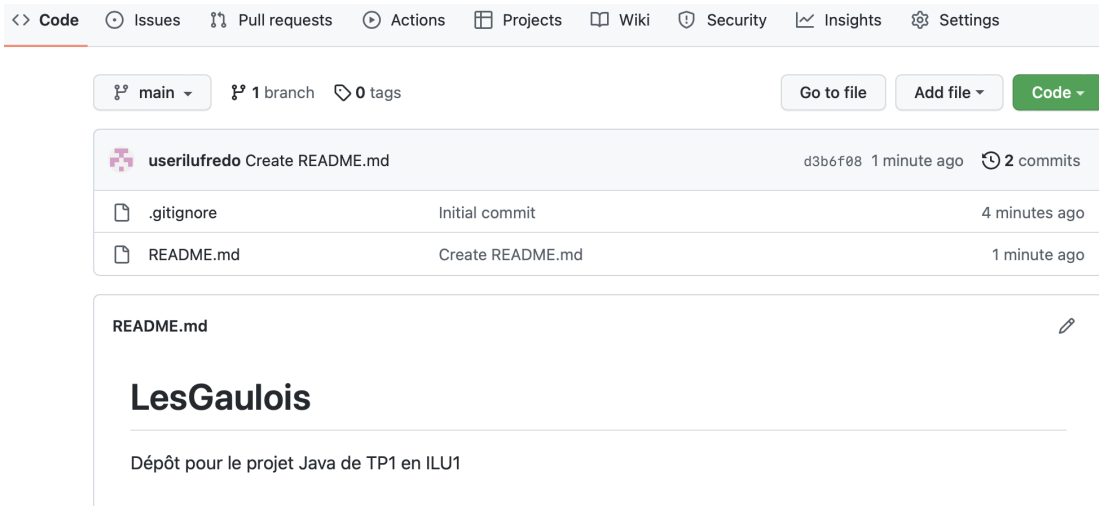 Code Issues Pull requests Actions Projects Wiki Security Insights Settings
main 1 branch 0 tags Go to file Add file Code
userilufredo Create README.md d3b6f08 1 minute ago 2 commits
.gitignore Initial commit 4 minutes ago
README.md Create README.md 1 minute ago
README.md
LesGaulois
Dépôt pour le projet Java de TP1 en ILU1